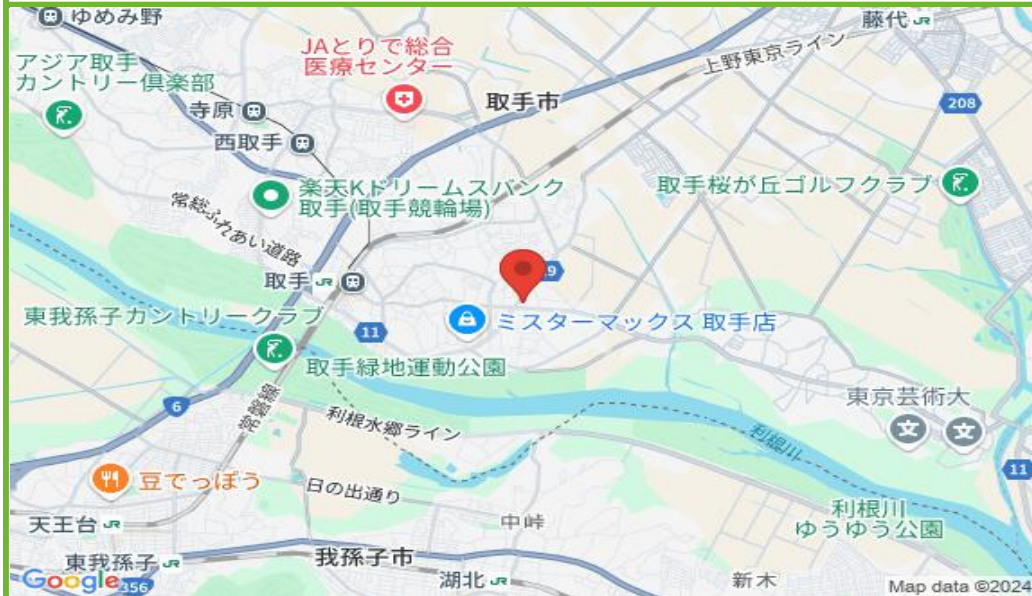 ゆめみ野
藤代 JR
JAとりで総合
医療センター
上野東京ライン
アジア取手
カントリー倶楽部
取手市
寺原
208
西取手
楽天Kドリームスバンク
取手(取手競輪場)
取手桜が丘ゴルフクラブ
常総ふれあい道路
取手 JR
19
東我孫子カントリークラブ
11
ミスターマックス 取手店
取手緑地運動公園
6
常磐線
利根水郷ライン
東京芸術大
利根川
豆でっぽう
日の出通り
11
天王台 JR
中峠
利根川
ゆうゆう公園
東我孫子 JR
我孫子市
Google
356
湖北 JR
新木
Map data ©2024